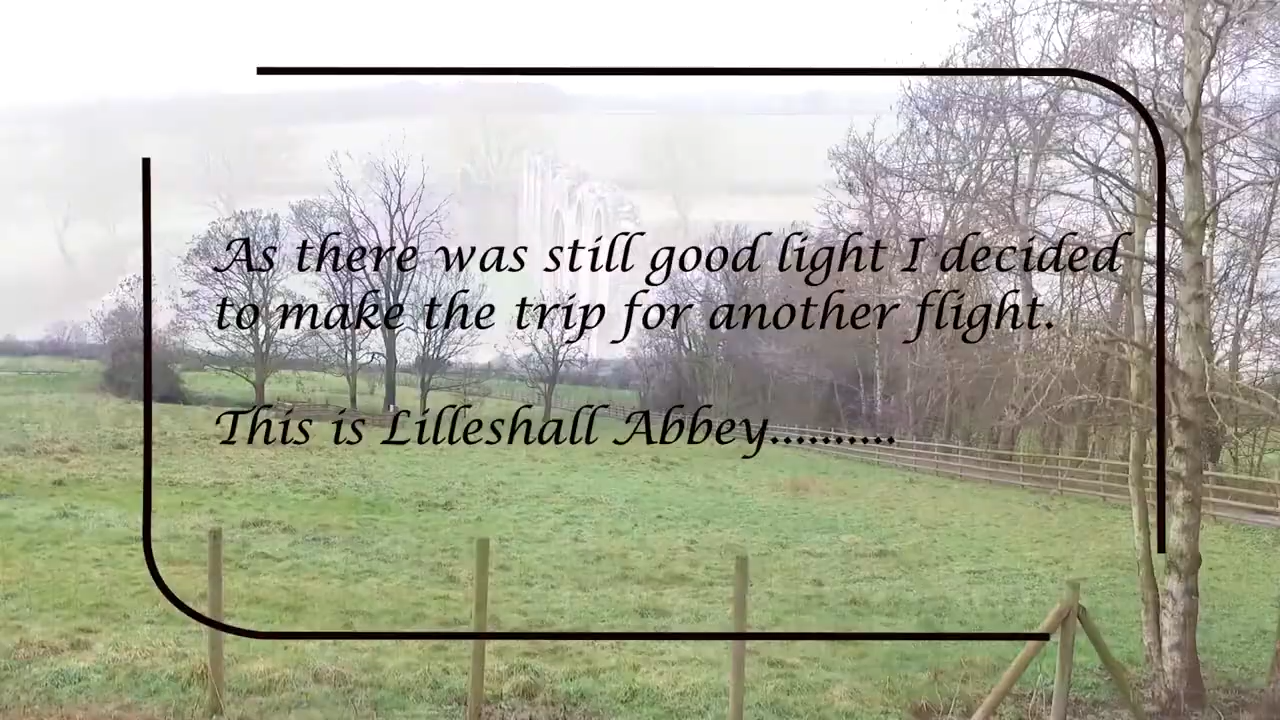 As there was still good light I decided
to make the trip for another flight.
This is Lilleshall Abbey..........